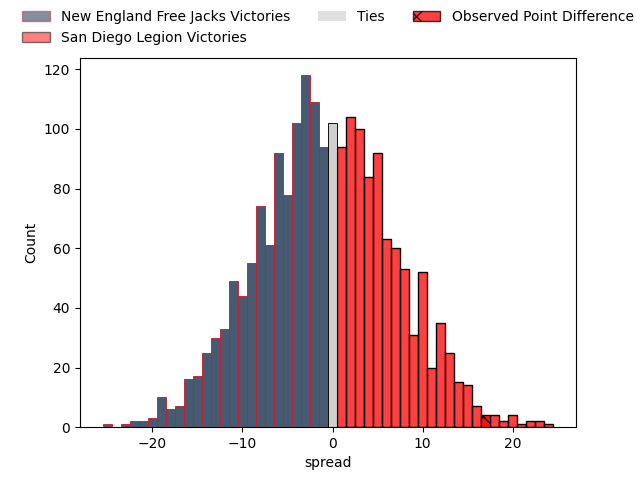 New England Free Jacks Victories
Ties
Observed Point Difference
San Diego Legion Victories
120
100
80
60
40
20
0
Count
−20
−10
0
10
20
spread